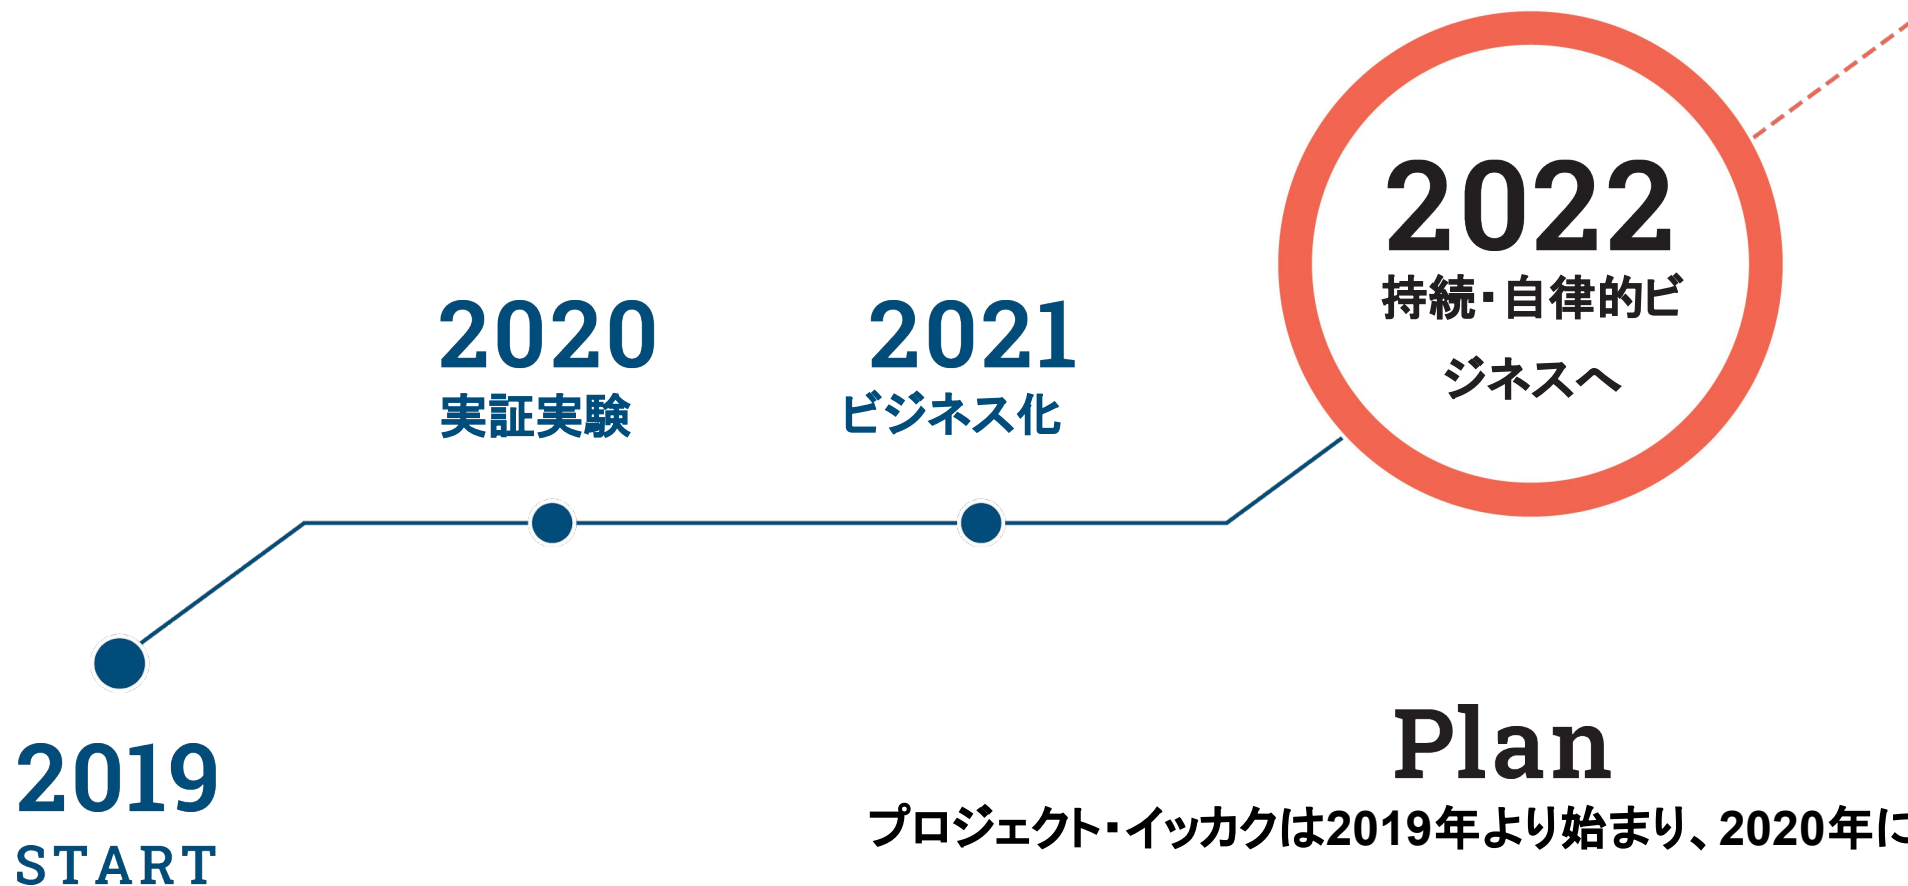 2022
持続・自律的ビ
ジネスへ
2020
実証実験
2021
ビジネス化
2019
START
Plan
プロジェクト・イッカクは2019年より始まり、2020年に